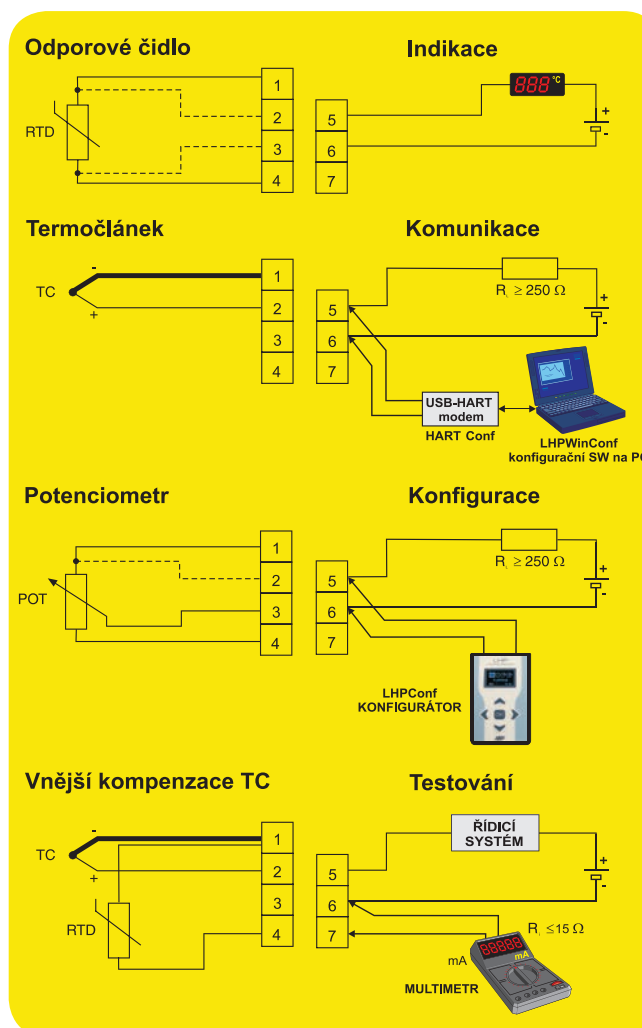 Odporové čidlo
RTD
1
2
3
4
Indikace
888 °C
5
6
7
+
-
Termočlánek
TC
-
+
1
2
3
4
Komunikace
5
6
7
R ≥ 250 Ω
+
-
USB-HART
modem
HART Conf
LHPWinConf
konfigurační SW na PC
Potenciometr
POT
1
2
3
4
Konfigurace
5
6
7
R ≥ 250 Ω
+
-
LHPConf
KONFIGURÁTOR
LHP
Vnější kompenzace TC
TC
-
+
RTD
1
2
3
4
Testování
ŘÍDICÍ
SYSTÉM
5
6
7
+
-
R ≤ 15 Ω
mA
88888
mA
MULTIMETR